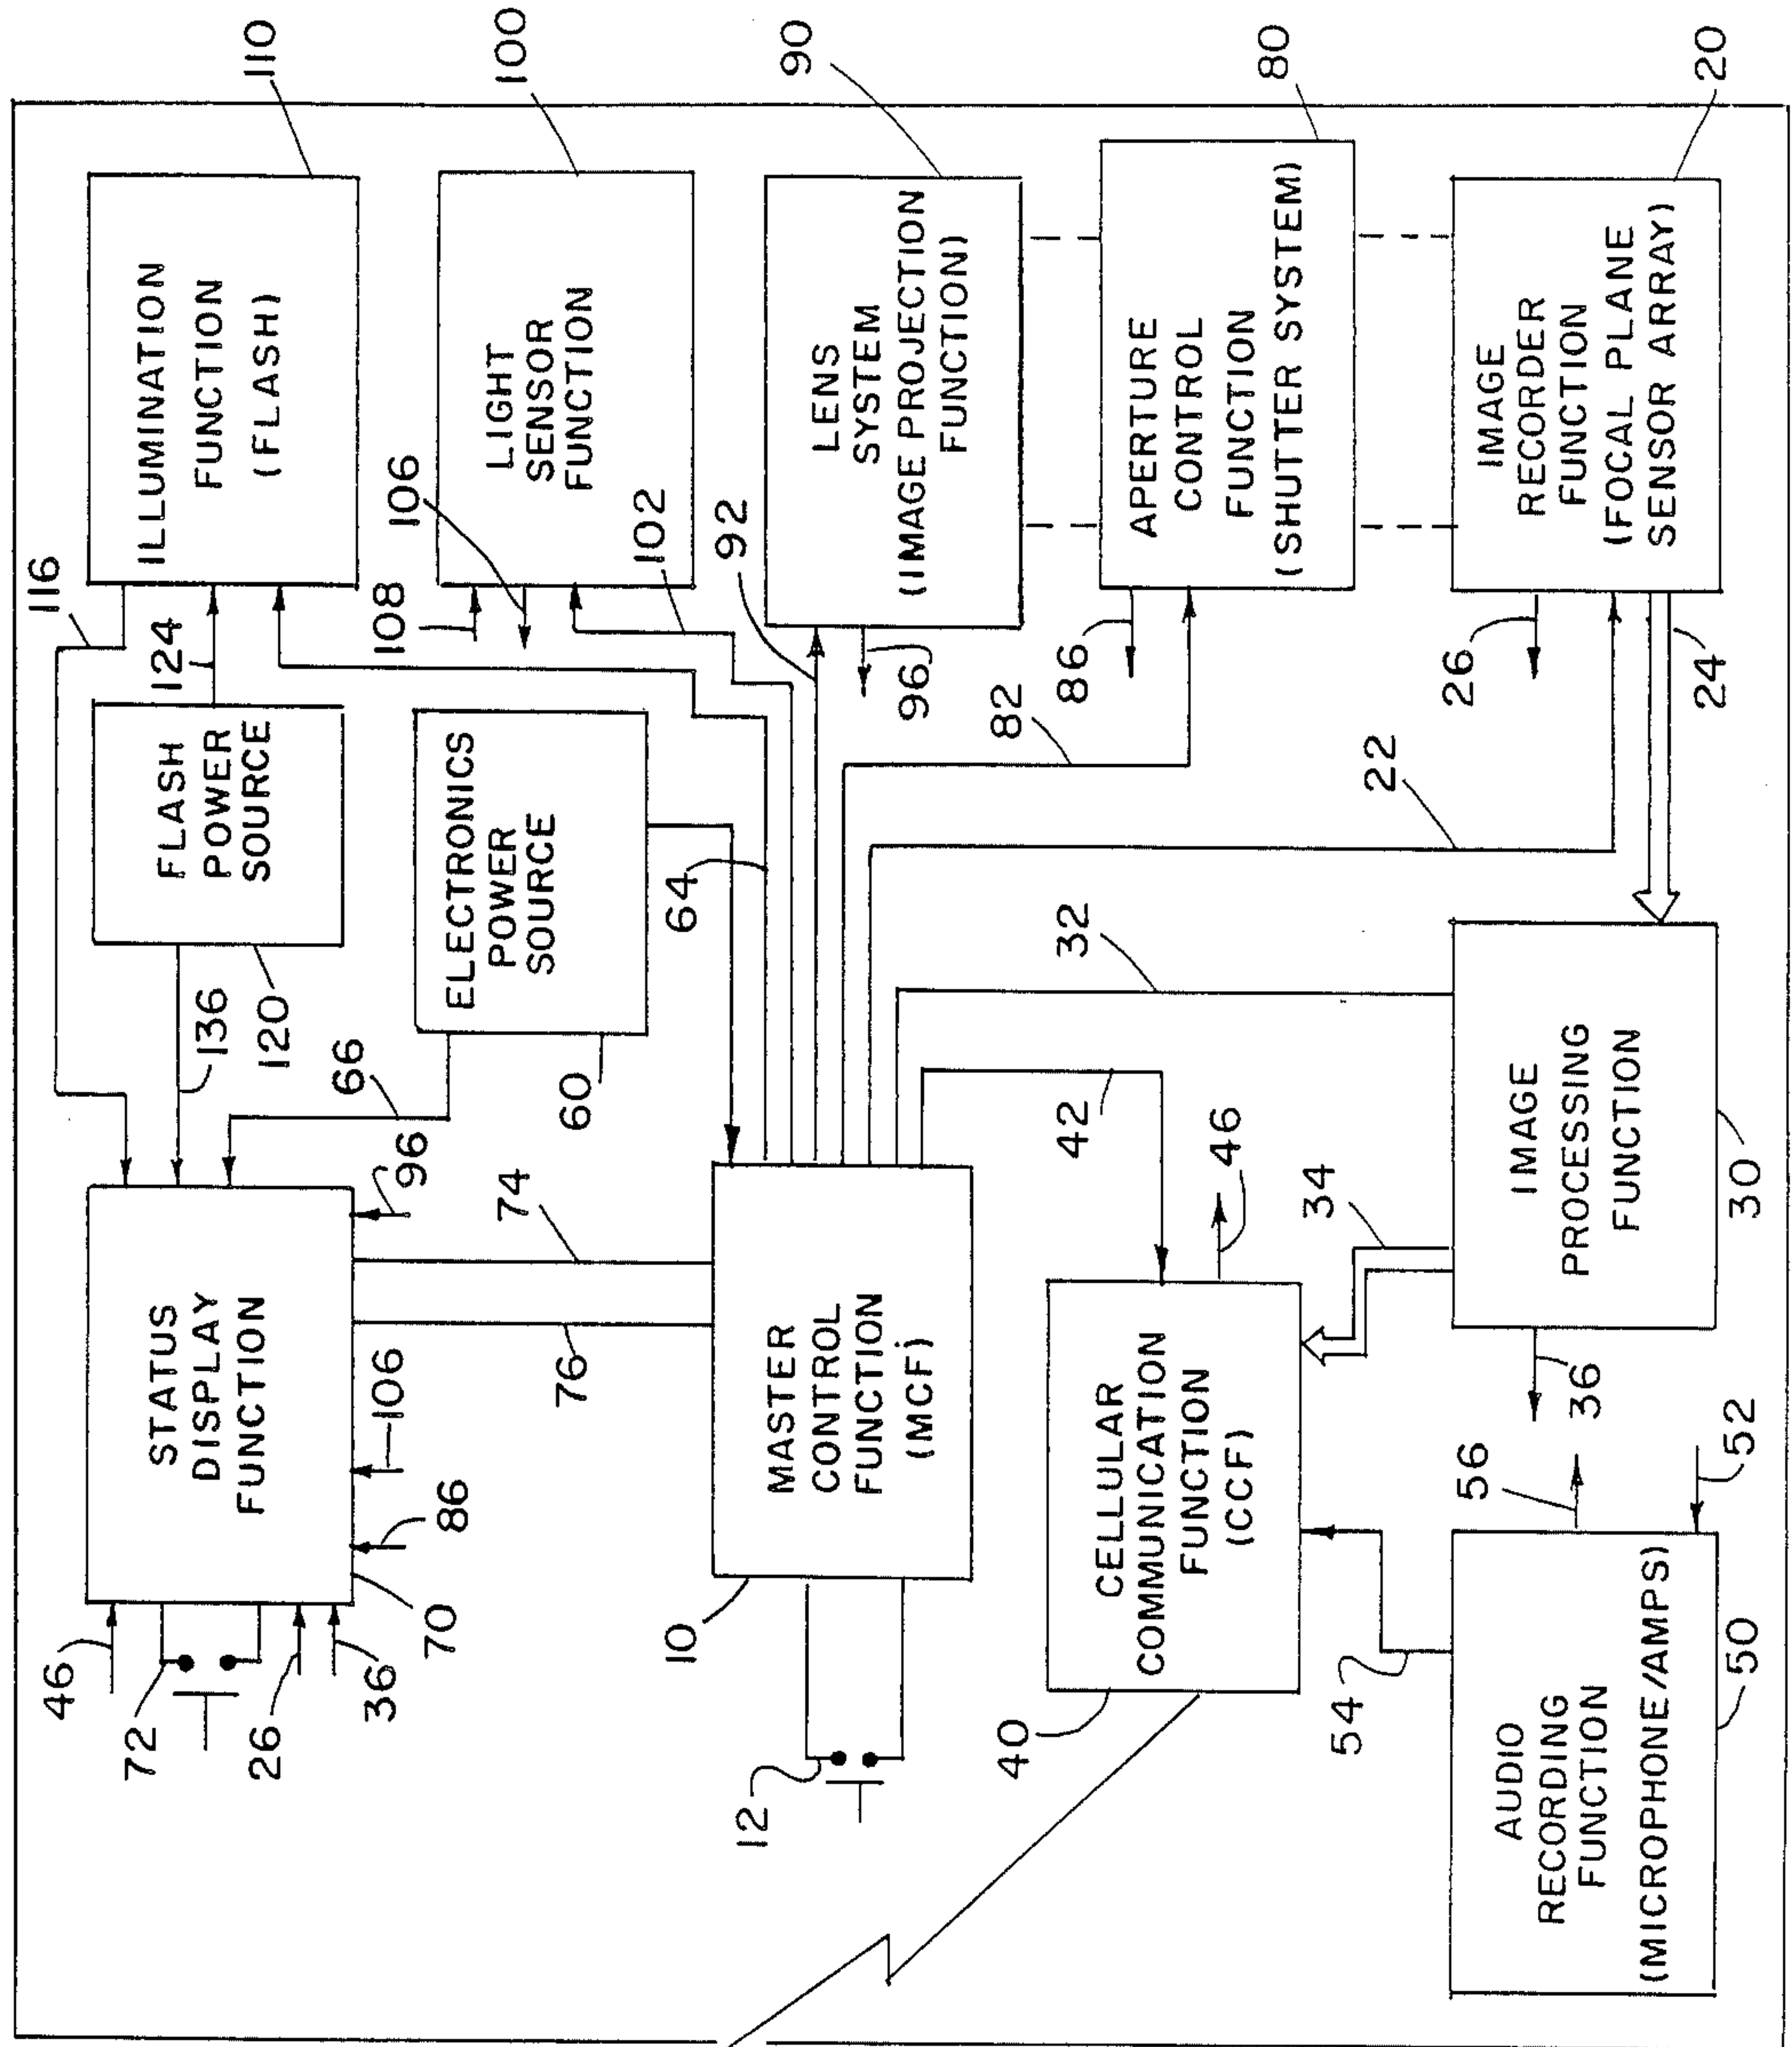 46
72
26
36
70
STATUS
DISPLAY
FUNCTION
86
106
96
116
136
120
FLASH
POWER
SOURCE
124
ILLUMINATION
FUNCTION
(FLASH)
110
66
60
ELECTRONICS
POWER
SOURCE
108
106
102
LIGHT
SENSOR
FUNCTION
100
76
74
64
12
10
MASTER
CONTROL
FUNCTION
(MCF)
92
96
LENS
SYSTEM
(IMAGE PROJECTION
FUNCTION)
90
82
86
APERTURE
CONTROL
FUNCTION
(SHUTTER SYSTEM)
80
40
CELLULAR
COMMUNICATION
FUNCTION
(CCF)
42
46
32
22
54
34
AUDIO
RECORDING
FUNCTION
(MICROPHONE/AMPS)
50
56
52
36
IMAGE
PROCESSING
FUNCTION
30
26
24
IMAGE
RECORDER
FUNCTION
(FOCAL PLANE
SENSOR ARRAY)
20